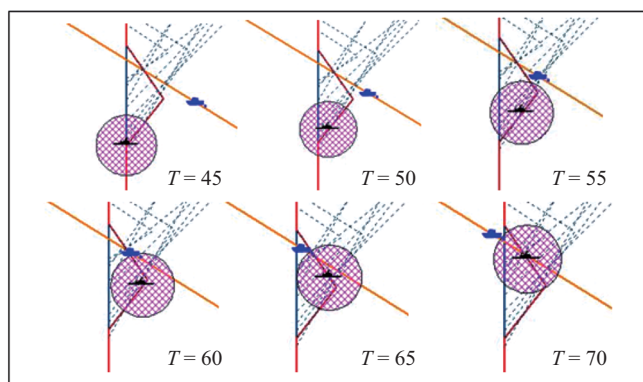 T = 45
T = 50
T = 55
T = 60
T = 65
T = 70